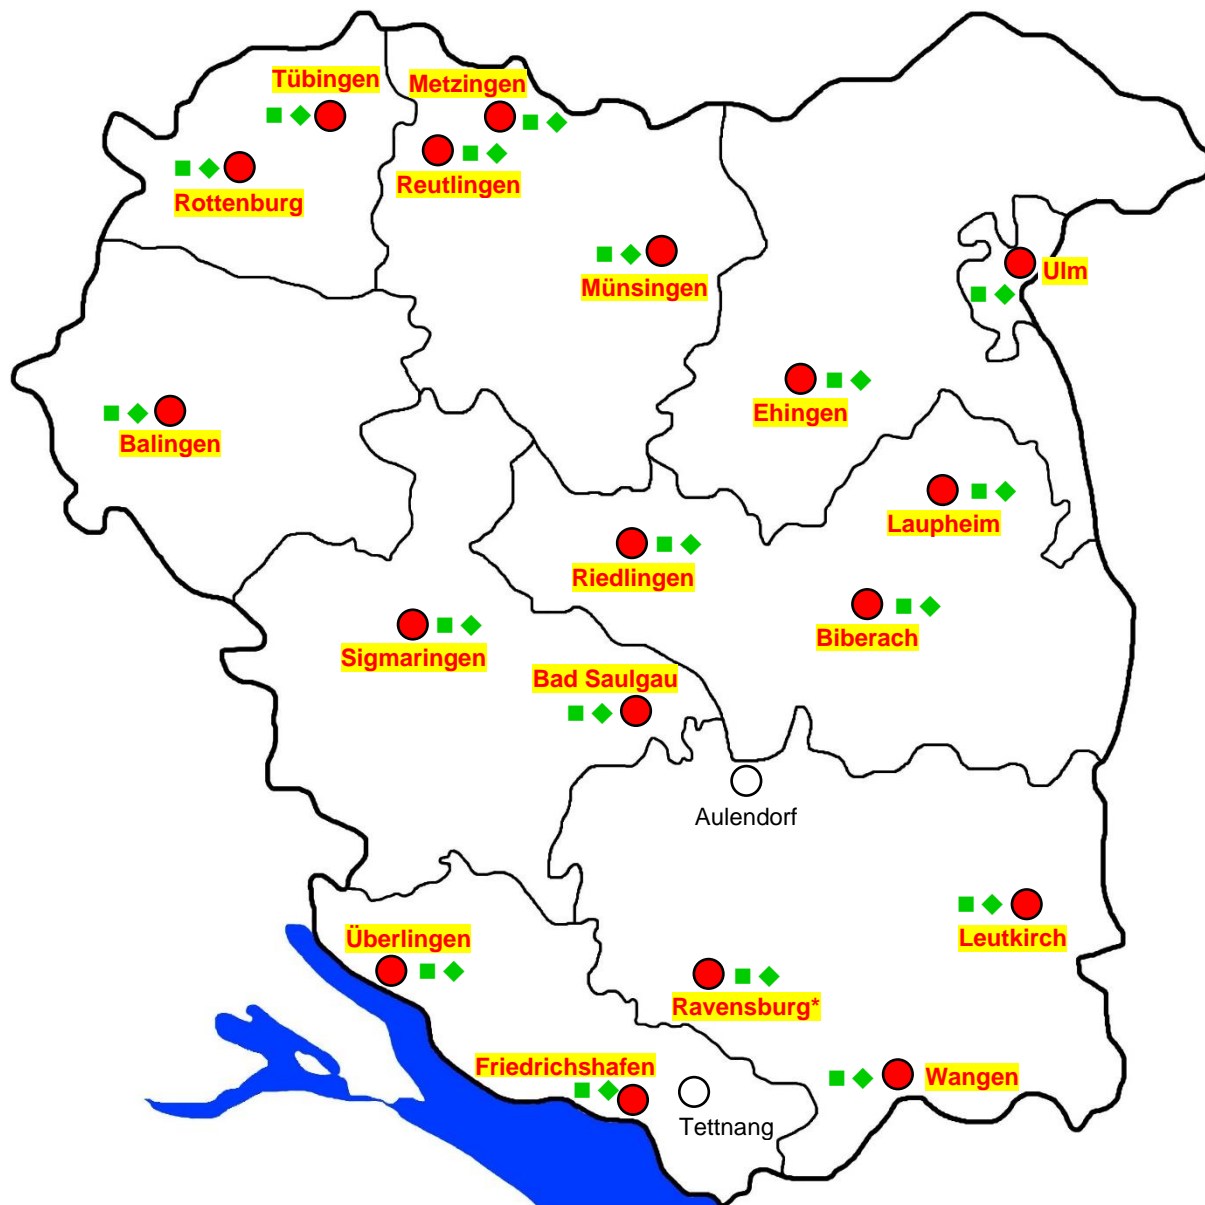 Tübingen
Metzingen
Reutlingen
Rottenburg
Ulm
Münsingen
Ehingen
Balingen
Laupheim
Riedlingen
Biberach
Sigmaringen
Bad Saulgau
Aulendorf
Überlingen
Leutkirch
Ravensburg*
Friedrichshafen
Wangen
Tettnang